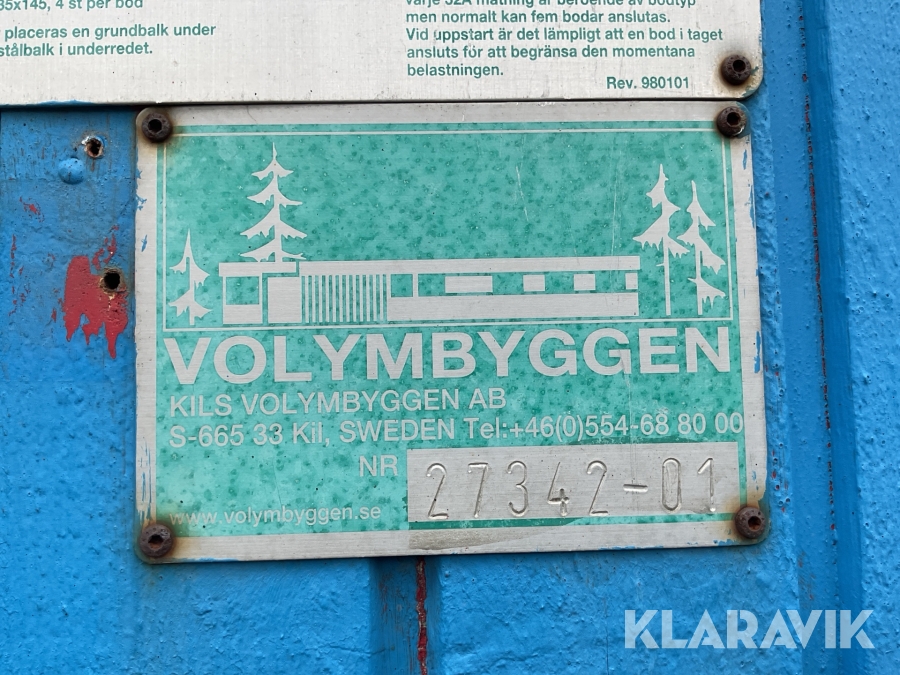 35x145, 4 st per bod
placeras en grundbalk under
stålbalk i underredet.
varje 32A matning är beroende av bodtyp
men normalt kan fem bodar anslutas.
Vid uppstart är det lämpligt att en bod i taget
ansluts för att begränsa den momentana
belastningen.
Rev. 980101
VOLYMBYGGEN
KILS VOLYMBYGGEN AB
S-665 33 Kil, SWEDEN Tel:+46(0)554-68 80 00
NR 27342-01
www.volymbyggen.se
KLARAVIK